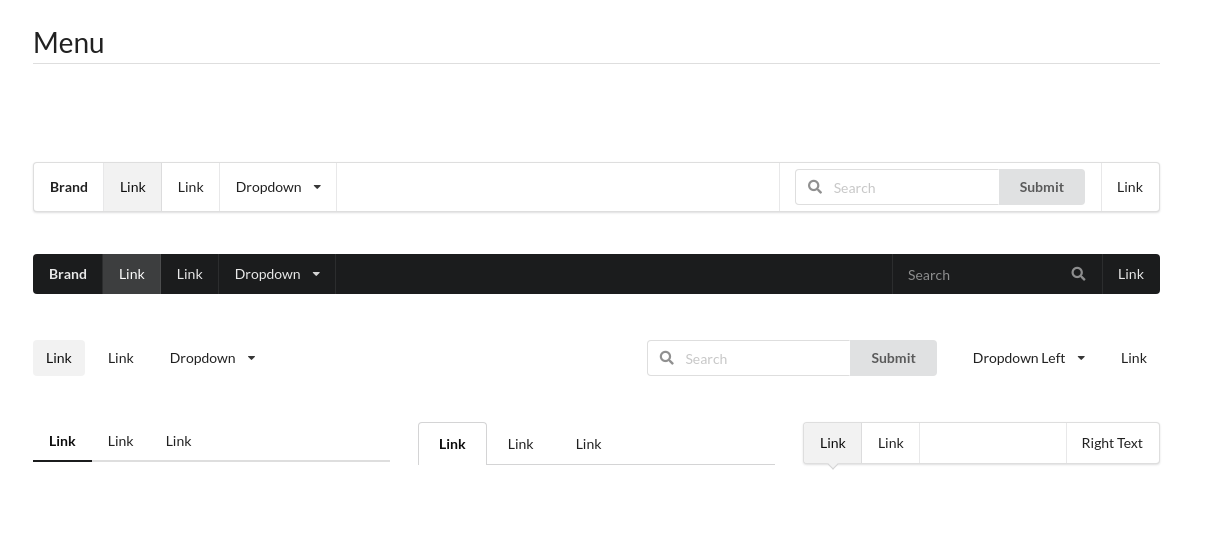 Menu
Brand Link Link Dropdown Search Submit Link
Brand Link Link Dropdown Search Link
Link Link Dropdown Search Submit Dropdown Left Link
Link Link Link Link Link Link Link Link Right Text